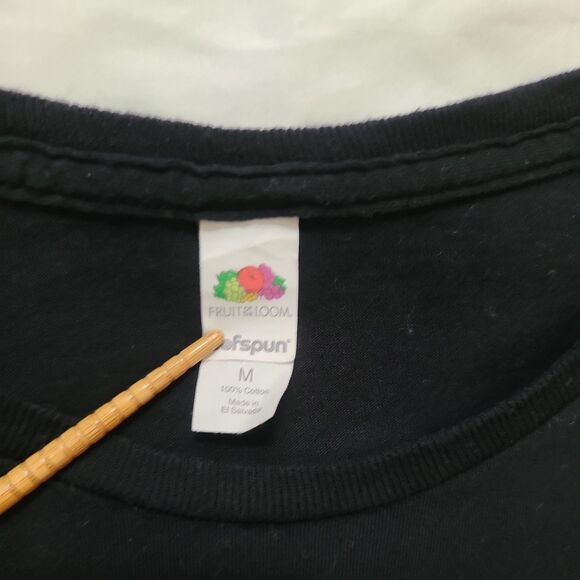 FRUIT OF THE LOOM.
ofspun®
M
100% Cotton
Made in
El Salvador